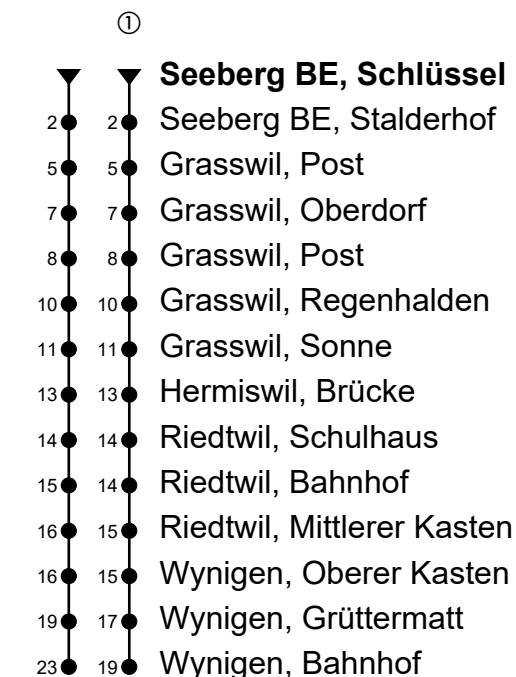 ①
Seeberg BE, Schlüssel
2 2 Seeberg BE, Stalderhof
5 5 Grasswil, Post
7 7 Grasswil, Oberdorf
8 8 Grasswil, Post
10 10 Grasswil, Regenhalden
11 11 Grasswil, Sonne
13 13 Hermiswil, Brücke
14 14 Riedtwil, Schulhaus
15 14 Riedtwil, Bahnhof
16 15 Riedtwil, Mittlerer Kasten
16 15 Wynigen, Oberer Kasten
19 17 Wynigen, Grüttermatt
23 19 Wynigen, Bahnhof